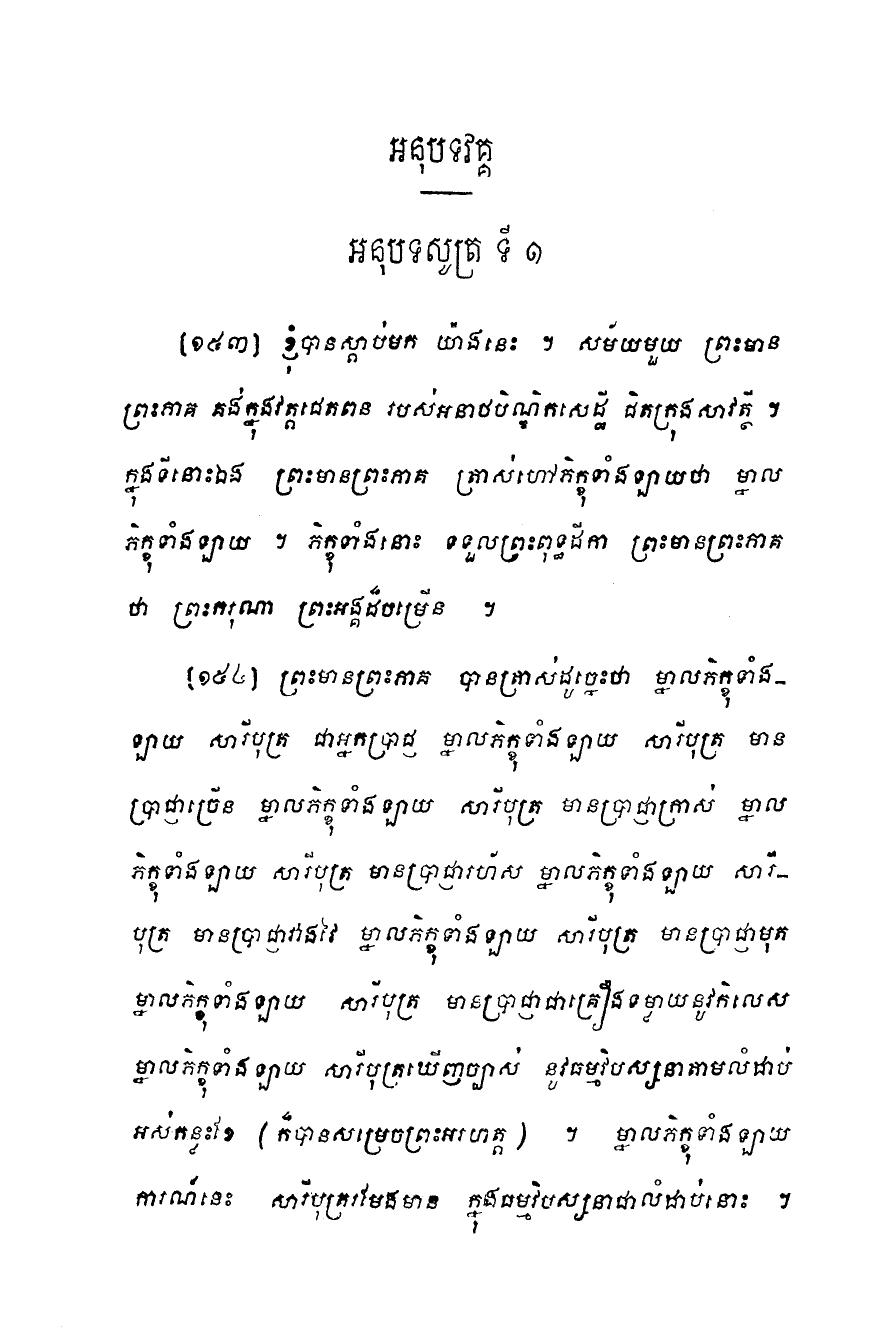 អនុបទវគ្គ
អនុបទសូត្រ ទី ១
[១៥៣] ខ្ញុំបានស្តាប់មក យ៉ាងនេះ ។ សម័យមួយ ព្រះមាន
ព្រះភាគ គង់ក្នុងវត្តជេតពន របស់អនាថបិណ្ឌិកសេដ្ឋី ជិតក្រុងសាវត្ថី ។
ក្នុងទីនោះឯង ព្រះមានព្រះភាគ ត្រាស់ហៅភិក្ខុទាំងឡាយថា ម្នាល
ភិក្ខុទាំងឡាយ ។ ភិក្ខុទាំងនោះ ទទួលព្រះពុទ្ធដីកា ព្រះមានព្រះភាគ
ថា ព្រះករុណា ព្រះអង្គដ៏ចម្រើន ។
[១៥៤] ព្រះមានព្រះភាគ បានត្រាស់ដូច្នេះថា ម្នាលភិក្ខុទាំង-
ឡាយ សារីបុត្រ ជាអ្នកប្រាជ្ញ ម្នាលភិក្ខុទាំងឡាយ សារីបុត្រ មាន
ប្រាជ្ញាច្រើន ម្នាលភិក្ខុទាំងឡាយ សារីបុត្រ មានប្រាជ្ញាក្រាស់ ម្នាល
ភិក្ខុទាំងឡាយ សារីបុត្រ មានប្រាជ្ញារហ័ស ម្នាលភិក្ខុទាំងឡាយ សារី-
បុត្រ មានប្រាជ្ញាវាងវៃ ម្នាលភិក្ខុទាំងឡាយ សារីបុត្រ មានប្រាជ្ញាមុត
ម្នាលភិក្ខុទាំងឡាយ សារីបុត្រ មានប្រាជ្ញាជាគ្រឿងទម្លាយនូវកិលេស
ម្នាលភិក្ខុទាំងឡាយ សារីបុត្រឃើញច្បាស់ នូវធម្មវិបស្សនាតាមលំដាប់
អស់កន្លះខែ (ក៏បានសម្រេចព្រះអរហត្ត) ។ ម្នាលភិក្ខុទាំងឡាយ
ការណ៍នេះ សារីបុត្ររមែងមាន ក្នុងធម្មវិបស្សនាជាលំដាប់នោះ ។